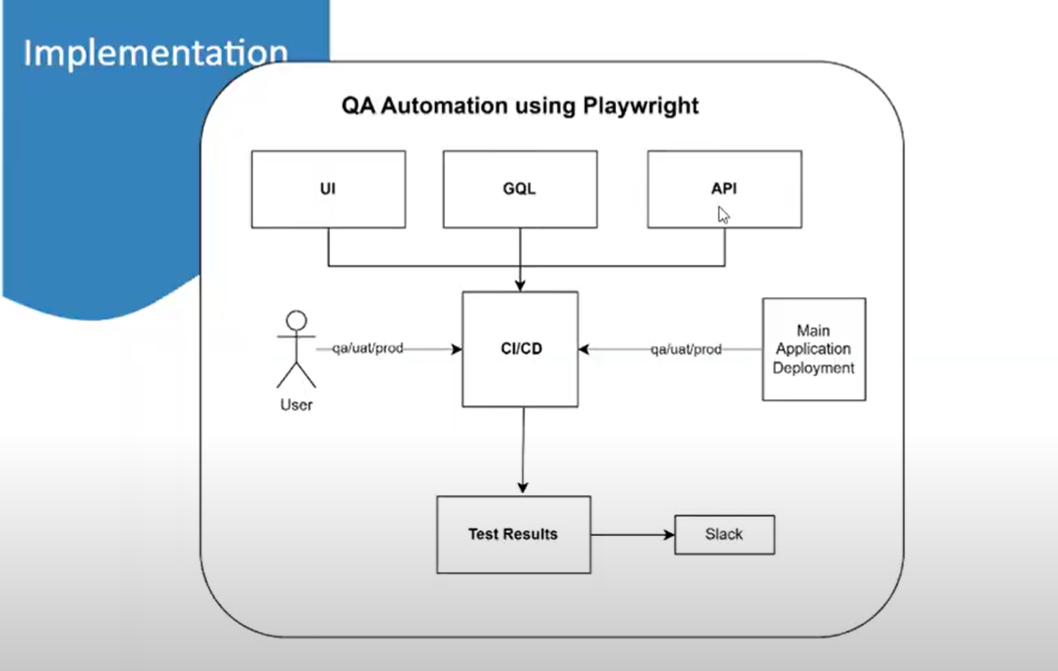 Implementation
QA Automation using Playwright
UI
GQL
API
qa/uat/prod
CI/CD
qa/uat/prod
Main
Application
Deployment
User
Test Results
Slack